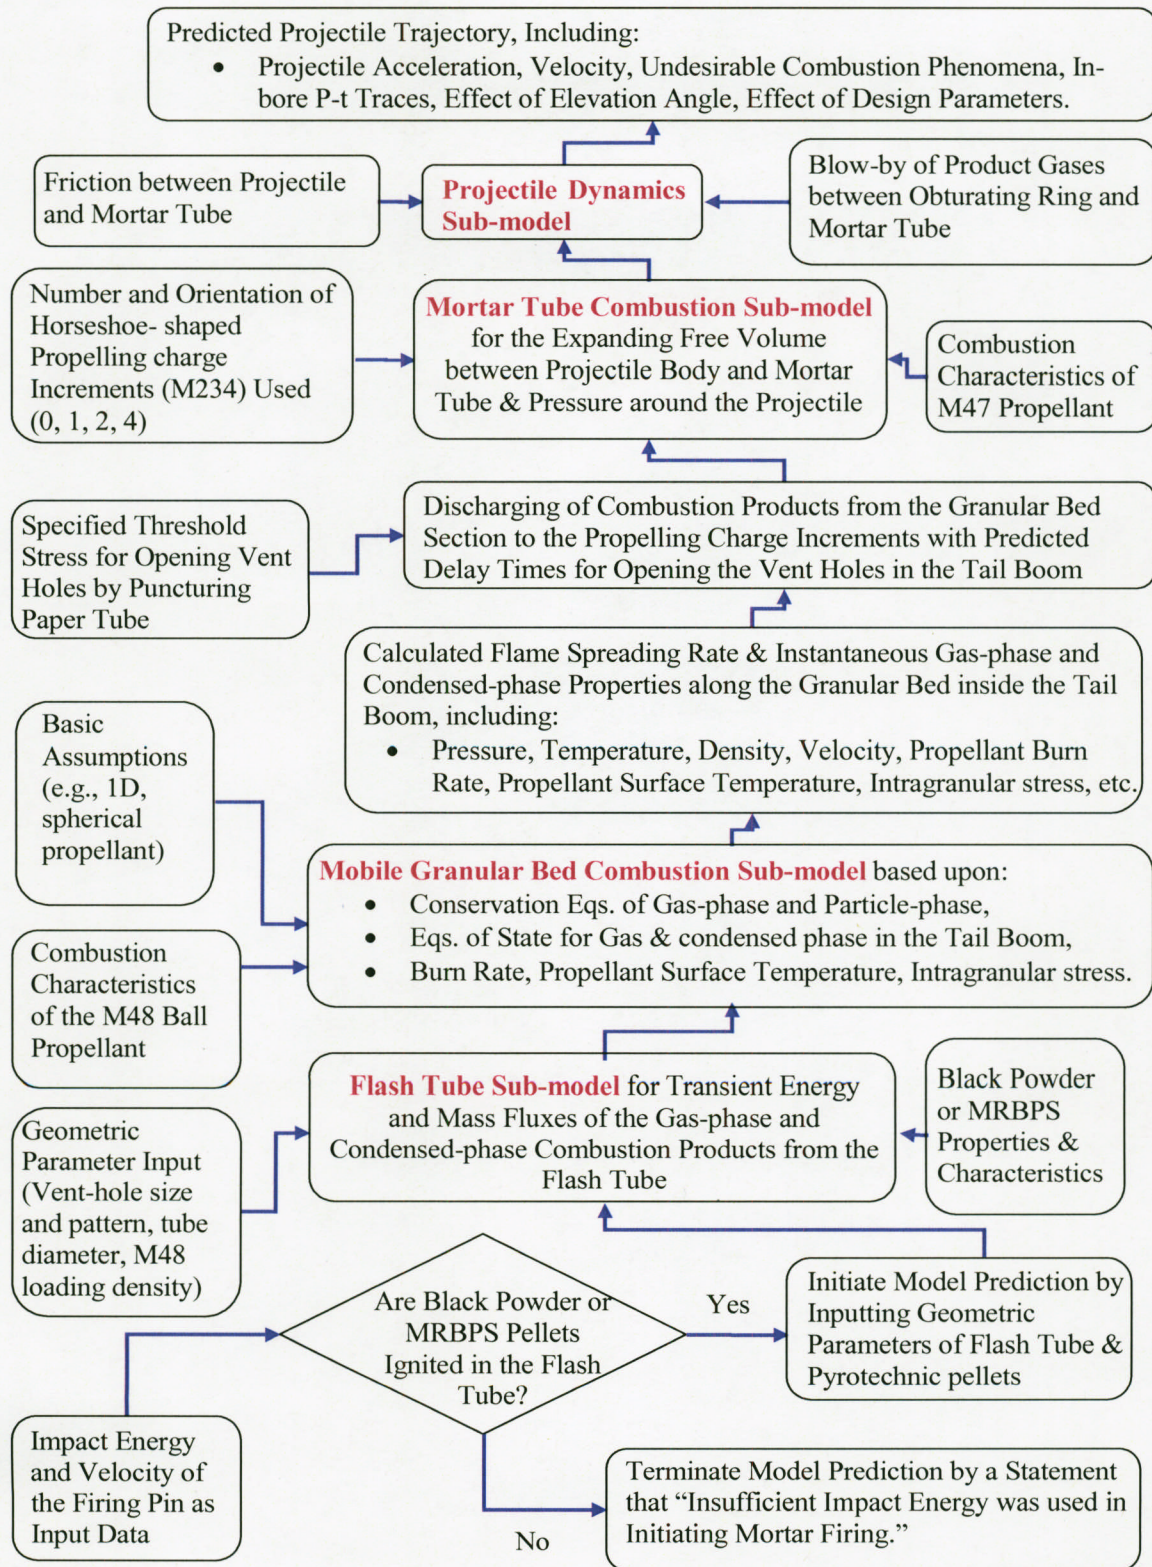 Predicted Projectile Trajectory, Including:
• Projectile Acceleration, Velocity, Undesirable Combustion Phenomena, In-
bore P-t Traces, Effect of Elevation Angle, Effect of Design Parameters.
Friction between Projectile
and Mortar Tube
Projectile Dynamics
Sub-model
Blow-by of Product Gases
between Obturating Ring and
Mortar Tube
Number and Orientation of
Horseshoe- shaped
Propelling charge
Increments (M234) Used
(0, 1, 2, 4)
Mortar Tube Combustion Sub-model
for the Expanding Free Volume
between Projectile Body and Mortar
Tube & Pressure around the Projectile
Combustion
Characteristics of
M47 Propellant
Specified Threshold
Stress for Opening Vent
Holes by Puncturing
Paper Tube
Discharging of Combustion Products from the Granular Bed
Section to the Propelling Charge Increments with Predicted
Delay Times for Opening the Vent Holes in the Tail Boom
Calculated Flame Spreading Rate & Instantaneous Gas-phase and
Condensed-phase Properties along the Granular Bed inside the Tail
Boom, including:
• Pressure, Temperature, Density, Velocity, Propellant Burn
Rate, Propellant Surface Temperature, Intragranular stress, etc.
Basic
Assumptions
(e.g., 1D,
spherical
propellant)
Mobile Granular Bed Combustion Sub-model based upon:
• Conservation Eqs. of Gas-phase and Particle-phase,
• Eqs. of State for Gas & condensed phase in the Tail Boom,
• Burn Rate, Propellant Surface Temperature, Intragranular stress.
Combustion
Characteristics
of the M48 Ball
Propellant
Flash Tube Sub-model for Transient Energy
and Mass Fluxes of the Gas-phase and
Condensed-phase Combustion Products from the
Flash Tube
Black Powder
or MRBPS
Properties &
Characteristics
Geometric
Parameter Input
(Vent-hole size
and pattern, tube
diameter, M48
loading density)
Are Black Powder or
MRBPS Pellets
Ignited in the Flash
Tube?
Yes
Initiate Model Prediction by
Inputting Geometric
Parameters of Flash Tube &
Pyrotechnic pellets
Impact Energy
and Velocity of
the Firing Pin as
Input Data
No
Terminate Model Prediction by a Statement
that “Insufficient Impact Energy was used in
Initiating Mortar Firing.”